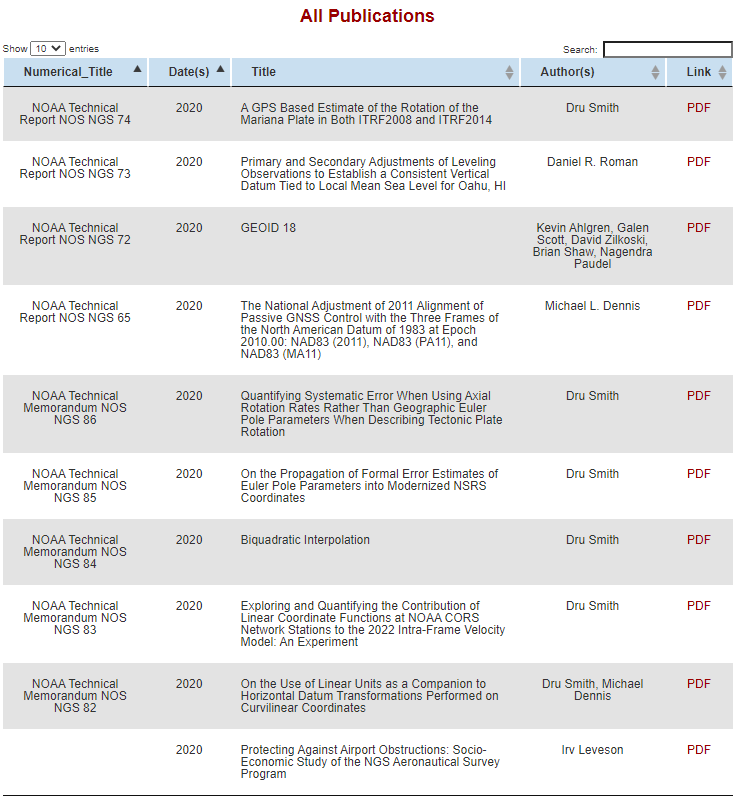 All Publications
Show 10 entries
Search:
Numerical_Title Date(s) Title Author(s) Link
NOAA Technical
Report NOS NGS 74
2020
A GPS Based Estimate of the Rotation of the
Mariana Plate in Both ITRF2008 and ITRF2014
Dru Smith
PDF
NOAA Technical
Report NOS NGS 73
2020
Primary and Secondary Adjustments of Leveling
Observations to Establish a Consistent Vertical
Datum Tied to Local Mean Sea Level for Oahu, HI
Daniel R. Roman
PDF
NOAA Technical
Report NOS NGS 72
2020
GEOID 18
Kevin Ahlgren, Galen
Scott, David Zilkoski,
Brian Shaw, Nagendra
Paudel
PDF
NOAA Technical
Report NOS NGS 65
2020
The National Adjustment of 2011 Alignment of
Passive GNSS Control with the Three Frames of
the North American Datum of 1983 at Epoch
2010.00: NAD83 (2011), NAD83 (PA11), and
NAD83 (MA11)
Michael L. Dennis
PDF
NOAA Technical
Memorandum NOS
NGS 86
2020
Quantifying Systematic Error When Using Axial
Rotation Rates Rather Than Geographic Euler
Pole Parameters When Describing Tectonic Plate
Rotation
Dru Smith
PDF
NOAA Technical
Memorandum NOS
NGS 85
2020
On the Propagation of Formal Error Estimates of
Euler Pole Parameters into Modernized NSRS
Coordinates
Dru Smith
PDF
NOAA Technical
Memorandum NOS
NGS 84
2020
Biquadratic Interpolation
Dru Smith
PDF
NOAA Technical
Memorandum NOS
NGS 83
2020
Exploring and Quantifying the Contribution of
Linear Coordinate Functions at NOAA CORS
Network Stations to the 2022 Intra-Frame Velocity
Model: An Experiment
Dru Smith
PDF
NOAA Technical
Memorandum NOS
NGS 82
2020
On the Use of Linear Units as a Companion to
Horizontal Datum Transformations Performed on
Curvilinear Coordinates
Dru Smith, Michael
Dennis
PDF
2020
Protecting Against Airport Obstructions: Socio-
Economic Study of the NGS Aeronautical Survey
Program
Irv Leveson
PDF